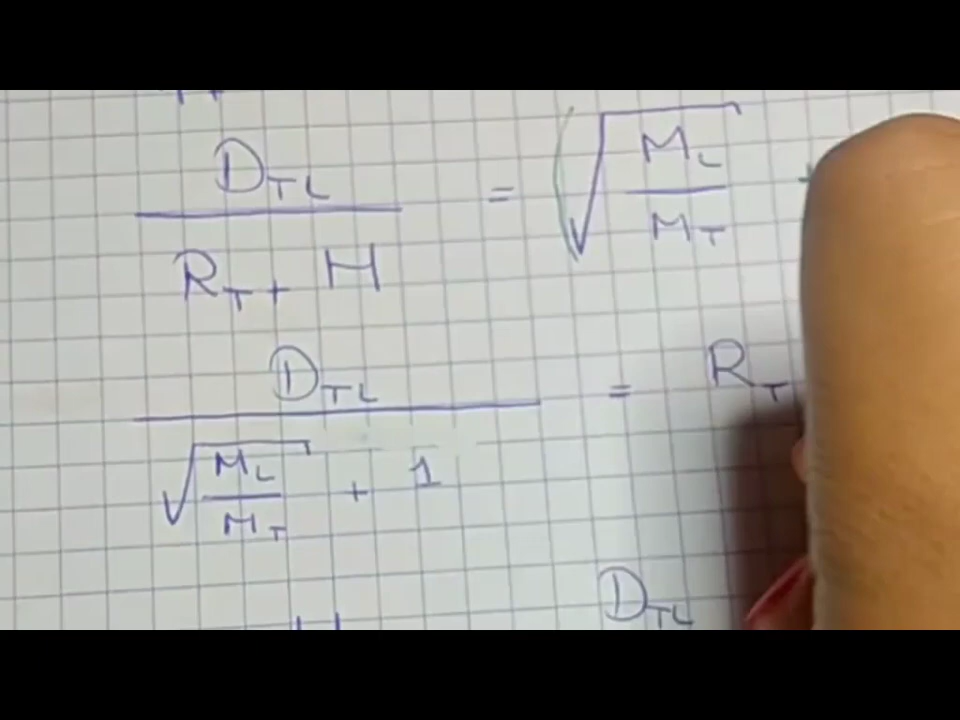 D_TL / (R_T + H) = √(M_L / M_T) +
D_TL / (√(M_L / M_T) + 1) = R_T
H D_TL